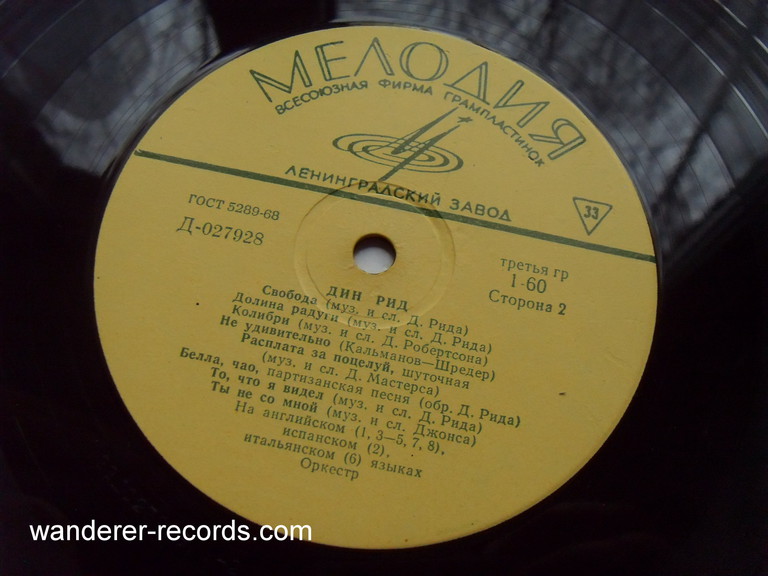 МЕЛОДИЯ
ВСЕСОЮЗНАЯ ФИРМА ГРАМПЛАСТИНОК
ЛЕНИНГРАДСКИЙ ЗАВОД
33
ГОСТ 5289-68
Д-027928
третья гр
1-60
Сторона 2
ДИН РИД
Свобода (муз. и сл. Д. Рида)
Долина радуги (муз. и сл. Д. Рида)
Колибри (муз. и сл. Д. Робертсона)
Не удивительно (Кальманов—Шредер)
Расплата за поцелуй, шуточная
(муз. и сл. Д. Мастерса)
Белла, чао, партизанская песня (обр. Д. Рида)
То, что я видел (муз. и сл. Д. Рида)
Ты не со мной (муз. и сл. Джонса)
На английском (1, 3—5, 7, 8),
испанском (2),
итальянском (6) языках
Оркестр
wanderer-records.com